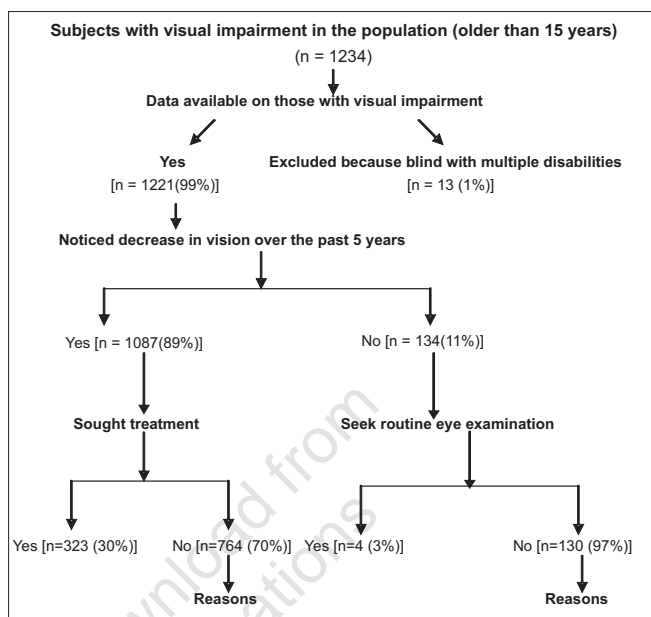 Subjects with visual impairment in the population (older than 15 years)
(n = 1234)
Data available on those with visual impairment
Yes
[n = 1221(99%)]
Excluded because blind with multiple disabilities
[n = 13 (1%)]
Noticed decrease in vision over the past 5 years
Yes [n = 1087(89%)]
No [n = 134(11%)]
Sought treatment
Seek routine eye examination
Yes [n=323 (30%)]
No [n=764 (70%)]
Yes [n=4 (3%)]
No [n=130 (97%)]
Reasons
Reasons
download from